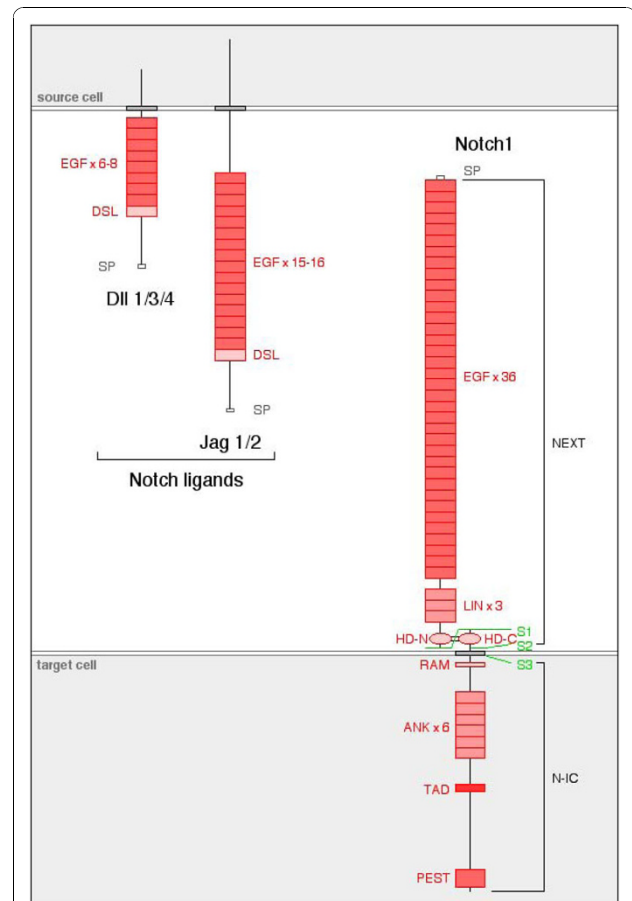 source cell
EGF x 6-8
DSL
SP
Dll 1/3/4
EGF x 15-16
DSL
SP
Jag 1/2
Notch ligands
Notch1
SP
EGF x 36
NEXT
LIN x 3
HD-N
HD-C
S1
S2
S3
target cell
RAM
ANK x 6
TAD
N-IC
PEST